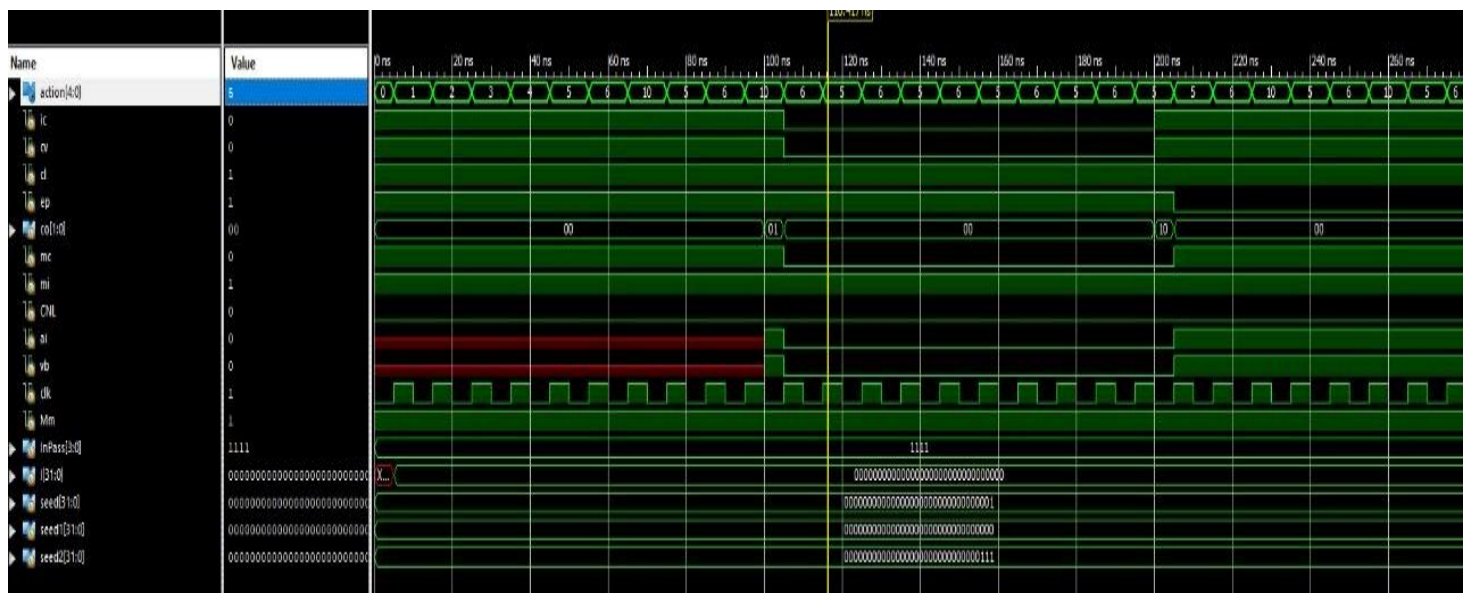 Name Value 0 ns 20 ns 40 ns 60 ns 80 ns 100 ns 120 ns 140 ns 160 ns 180 ns 200 ns 220 ns 240 ns 260 ns
action[4:0] 5 0 1 2 3 4 5 6 10 5 6 10 6 5 6 5 6 5 6 5 6 5 5 6 10 5 6 10 5 6
ic 0
cv 0
cl 1
ep 1
co[1:0] 00 00 01 00 10 00
mc 0
mi 1
CNL 0
ai 0
vb 0
clk 1
Mm 1
InPass[3:0] 1111 1111
i[31:0] 0000000000000000000000000 X... 00000000000000000000000000000000
seed[31:0] 0000000000000000000000000 00000000000000000000000000000001
seed1[31:0] 0000000000000000000000000 00000000000000000000000000000000
seed2[31:0] 0000000000000000000000000 00000000000000000000000000000111